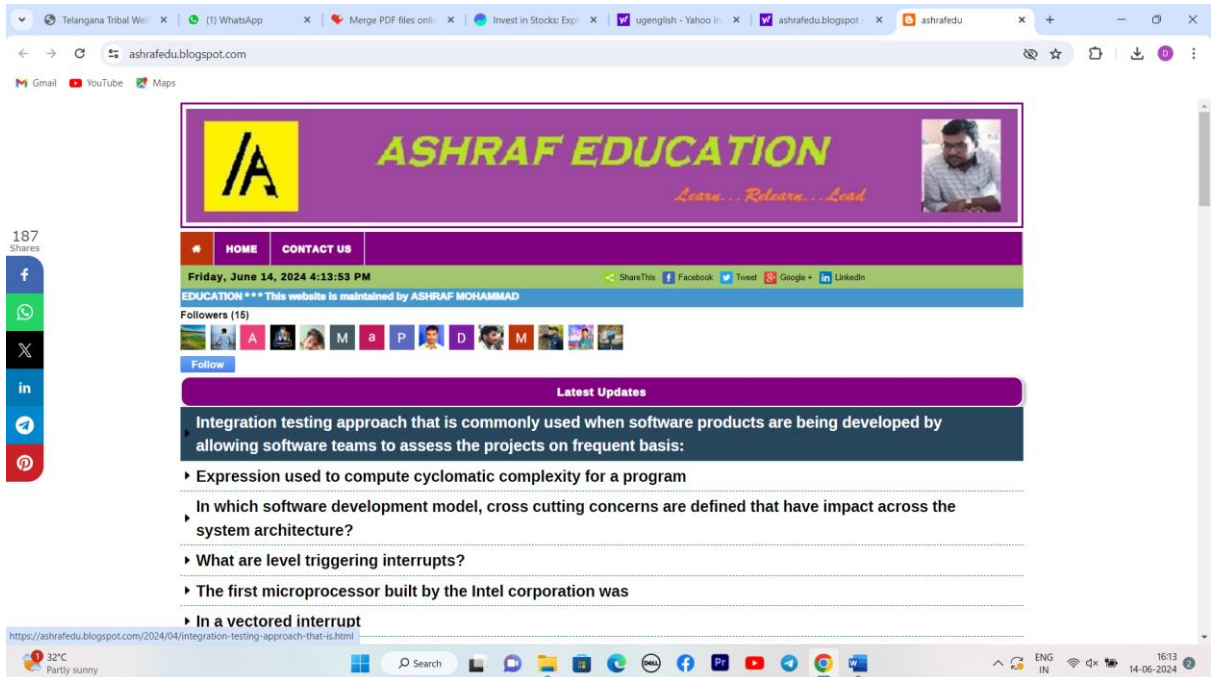 Telangana Tribal Wel
(1) WhatsApp
Merge PDF files onlin
Invest in Stocks: Expl
ugenglish - Yahoo In
ashrafedu.blogspot -
ashrafedu
ashrafedu.blogspot.com
D
Gmail
YouTube
Maps
ASHRAF EDUCATION
Learn...Relearn...Lead
187
Shares
HOME
CONTACT US
Friday, June 14, 2024 4:13:53 PM
ShareThis
Facebook
Tweet
Google +
LinkedIn
EDUCATION * * * This website is maintained by ASHRAF MOHAMMAD
Followers (15)
A
M
a
P
D
M
Follow
Latest Updates
Integration testing approach that is commonly used when software products are being developed by
allowing software teams to assess the projects on frequent basis:
Expression used to compute cyclomatic complexity for a program
In which software development model, cross cutting concerns are defined that have impact across the
system architecture?
What are level triggering interrupts?
The first microprocessor built by the Intel corporation was
In a vectored interrupt
https://ashrafedu.blogspot.com/2024/04/integration-testing-approach-that-is.html
1
32°C
Partly sunny
Search
DELL
Pr
ENG
IN
16:13
14-06-2024
2